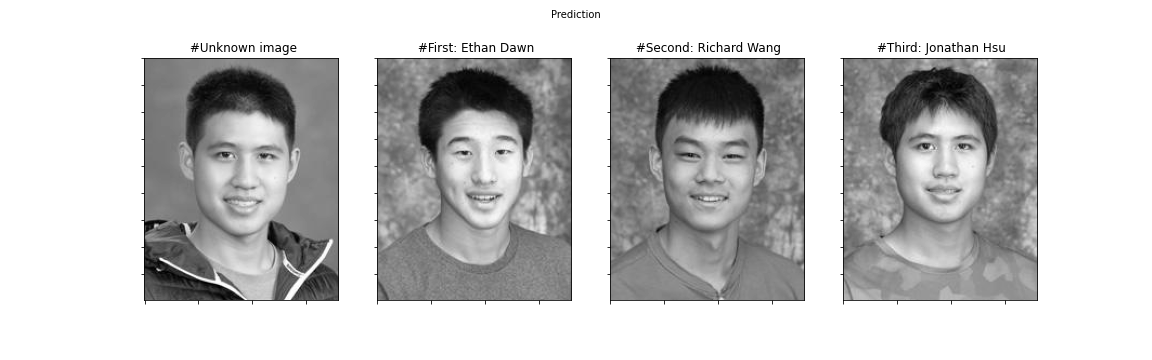 Prediction
#Unknown image
#First: Ethan Dawn
#Second: Richard Wang
#Third: Jonathan Hsu